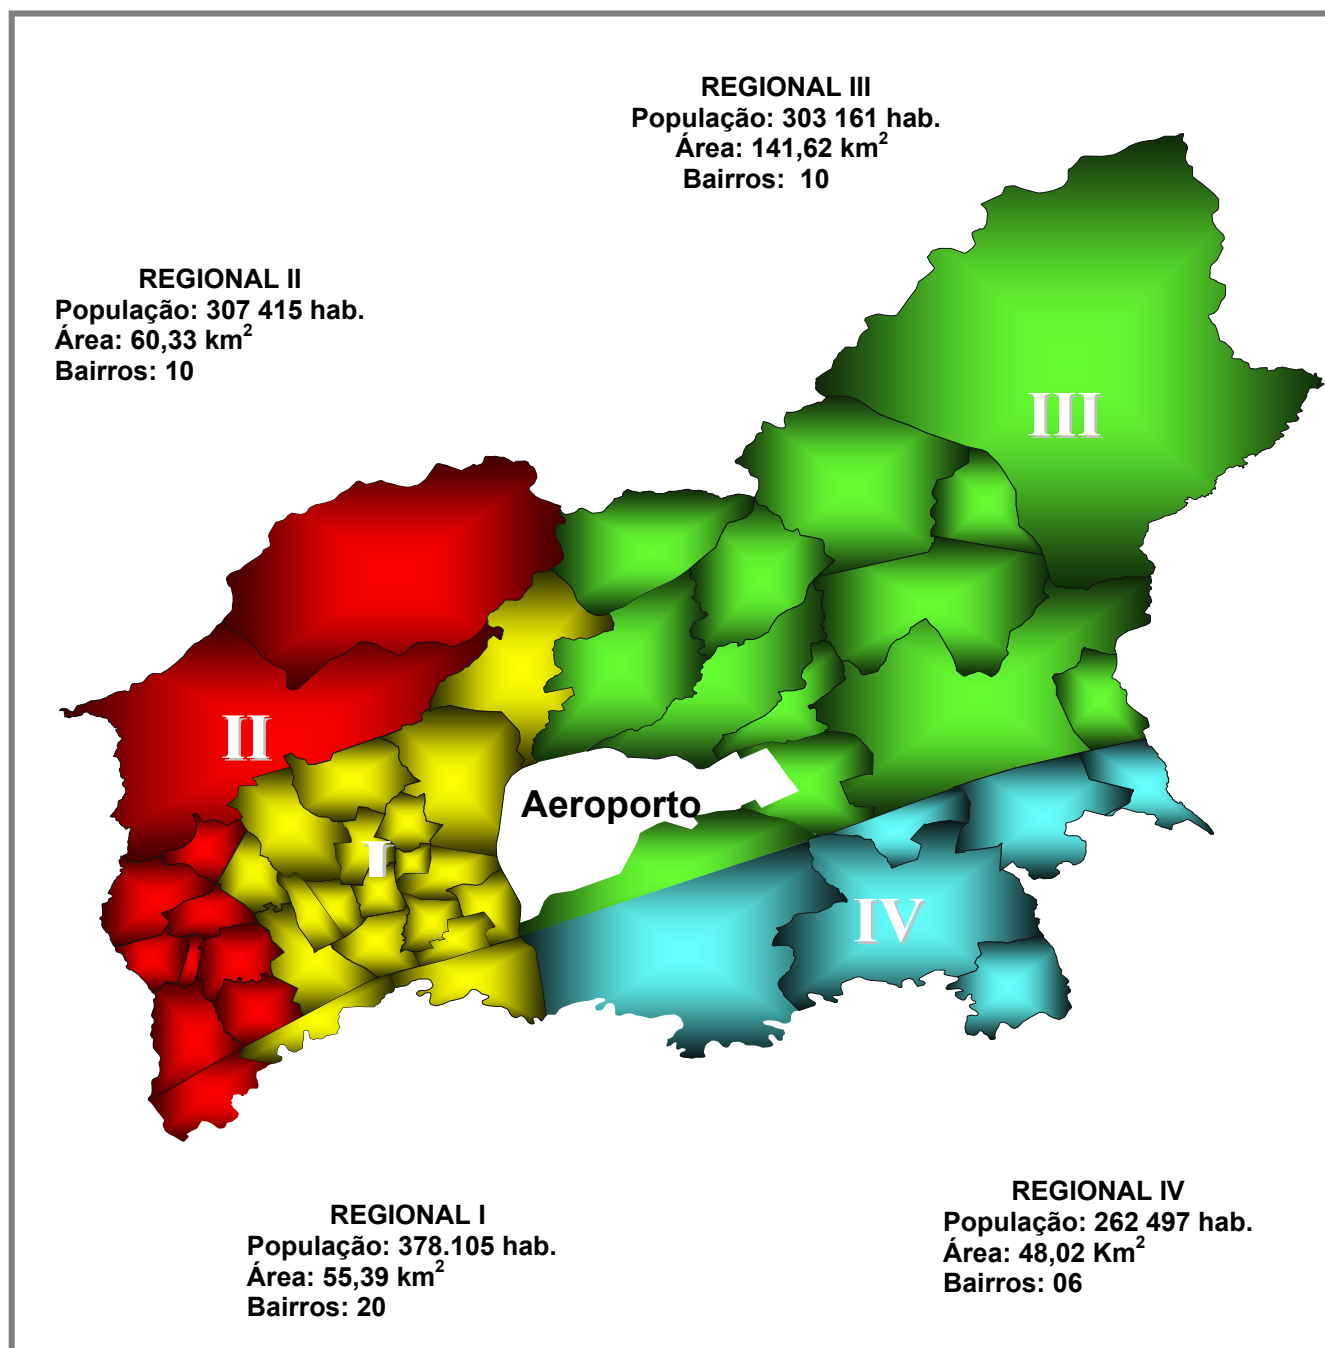 REGIONAL III
População: 303 161 hab.
Área: 141,62 km²
Bairros: 10
REGIONAL II
População: 307 415 hab.
Área: 60,33 km²
Bairros: 10
III
II
Aeroporto
I
IV
REGIONAL I
População: 378.105 hab.
Área: 55,39 km²
Bairros: 20
REGIONAL IV
População: 262 497 hab.
Área: 48,02 Km²
Bairros: 06